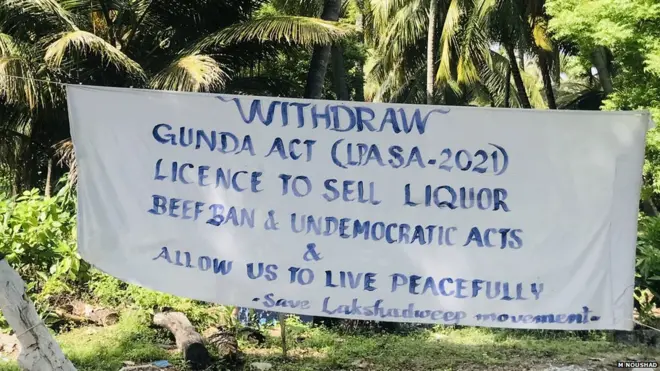 ~WITHDRAW~
GUNDA ACT (LPASA-2021)
LICENCE TO SELL LIQUOR
BEEF BAN & UNDEMOCRATIC ACTS
&
ALLOW US TO LIVE PEACEFULLY
-Save Lakshadweep movement-
M NOUSHAD